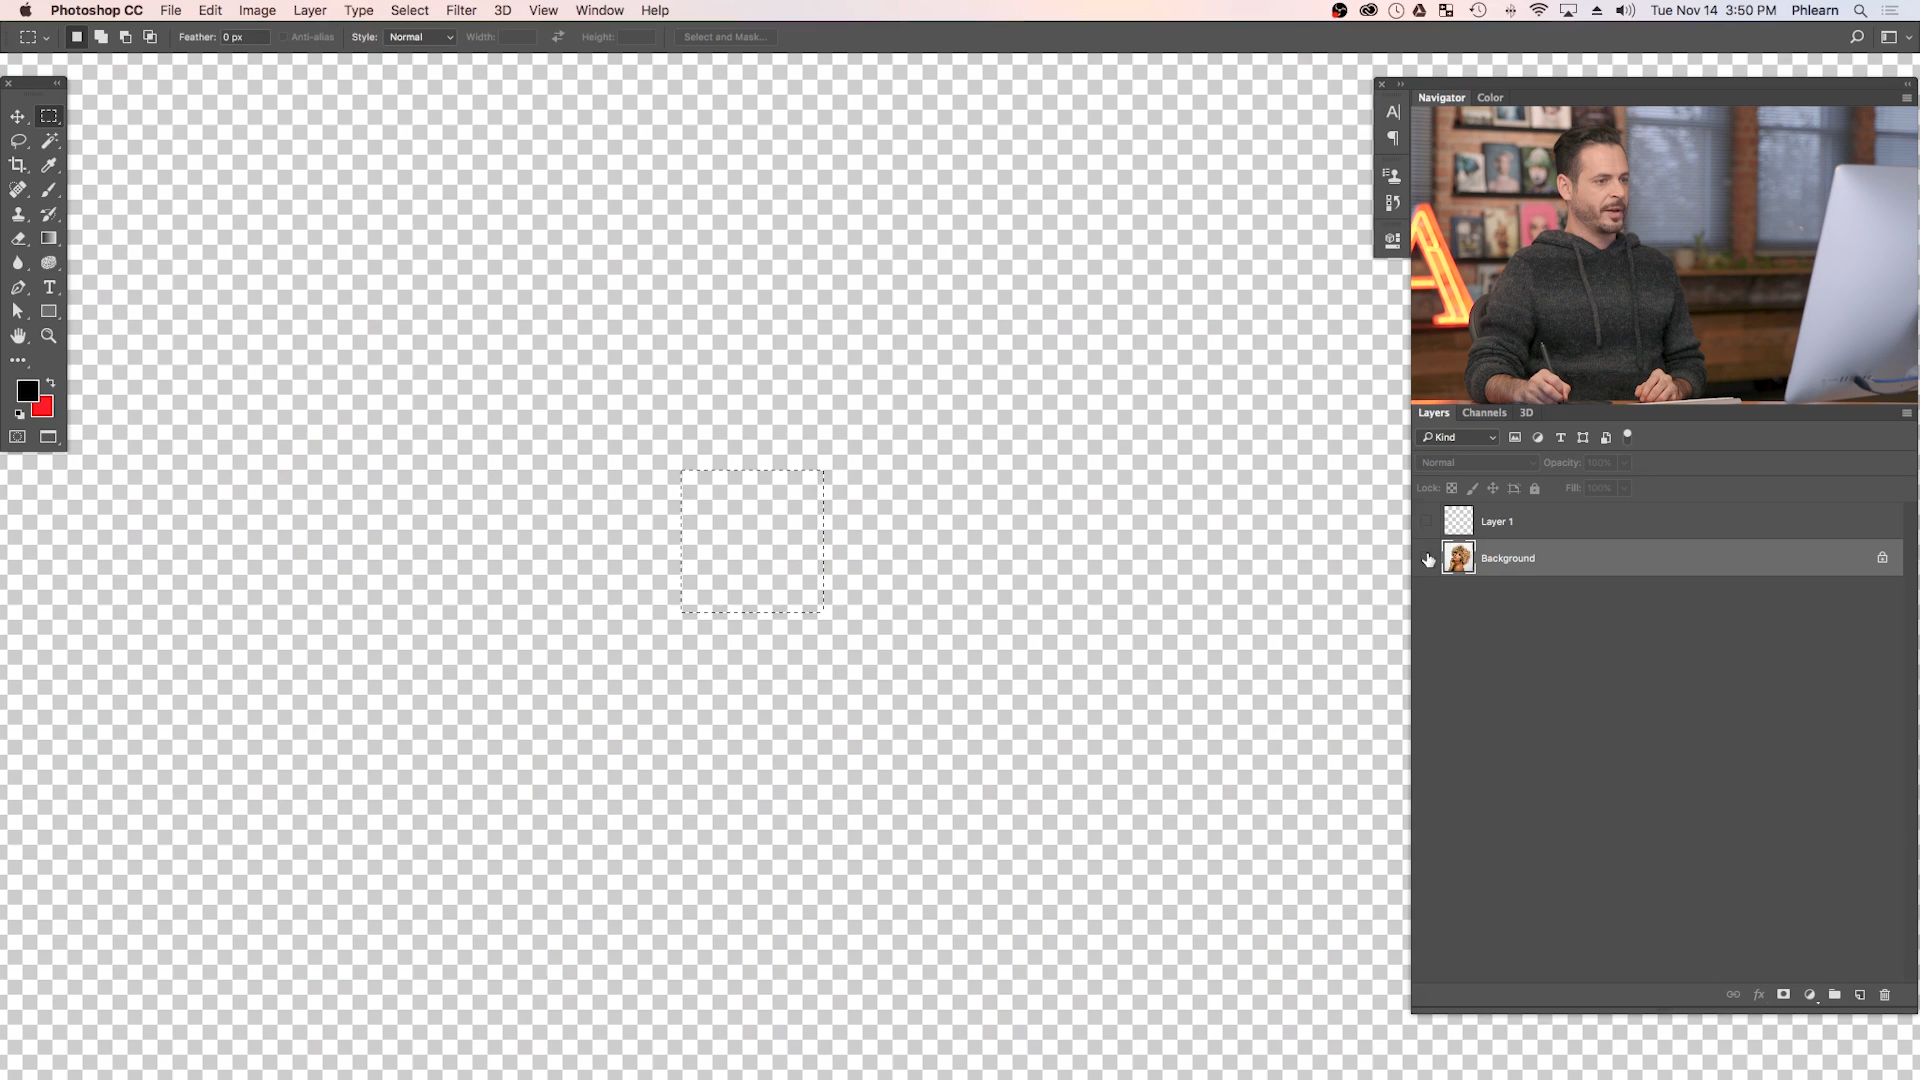 Photoshop CC File Edit Image Layer Type Select Filter 3D View Window Help Tue Nov 14 3:50 PM Phlearn
Feather: 0 px Anti-alias Style: Normal Width: Height: Select and Mask...
Navigator Color
Layers Channels 3D
Kind
Normal Opacity: 100%
Lock: Fill: 100%
Layer 1
Background
fx